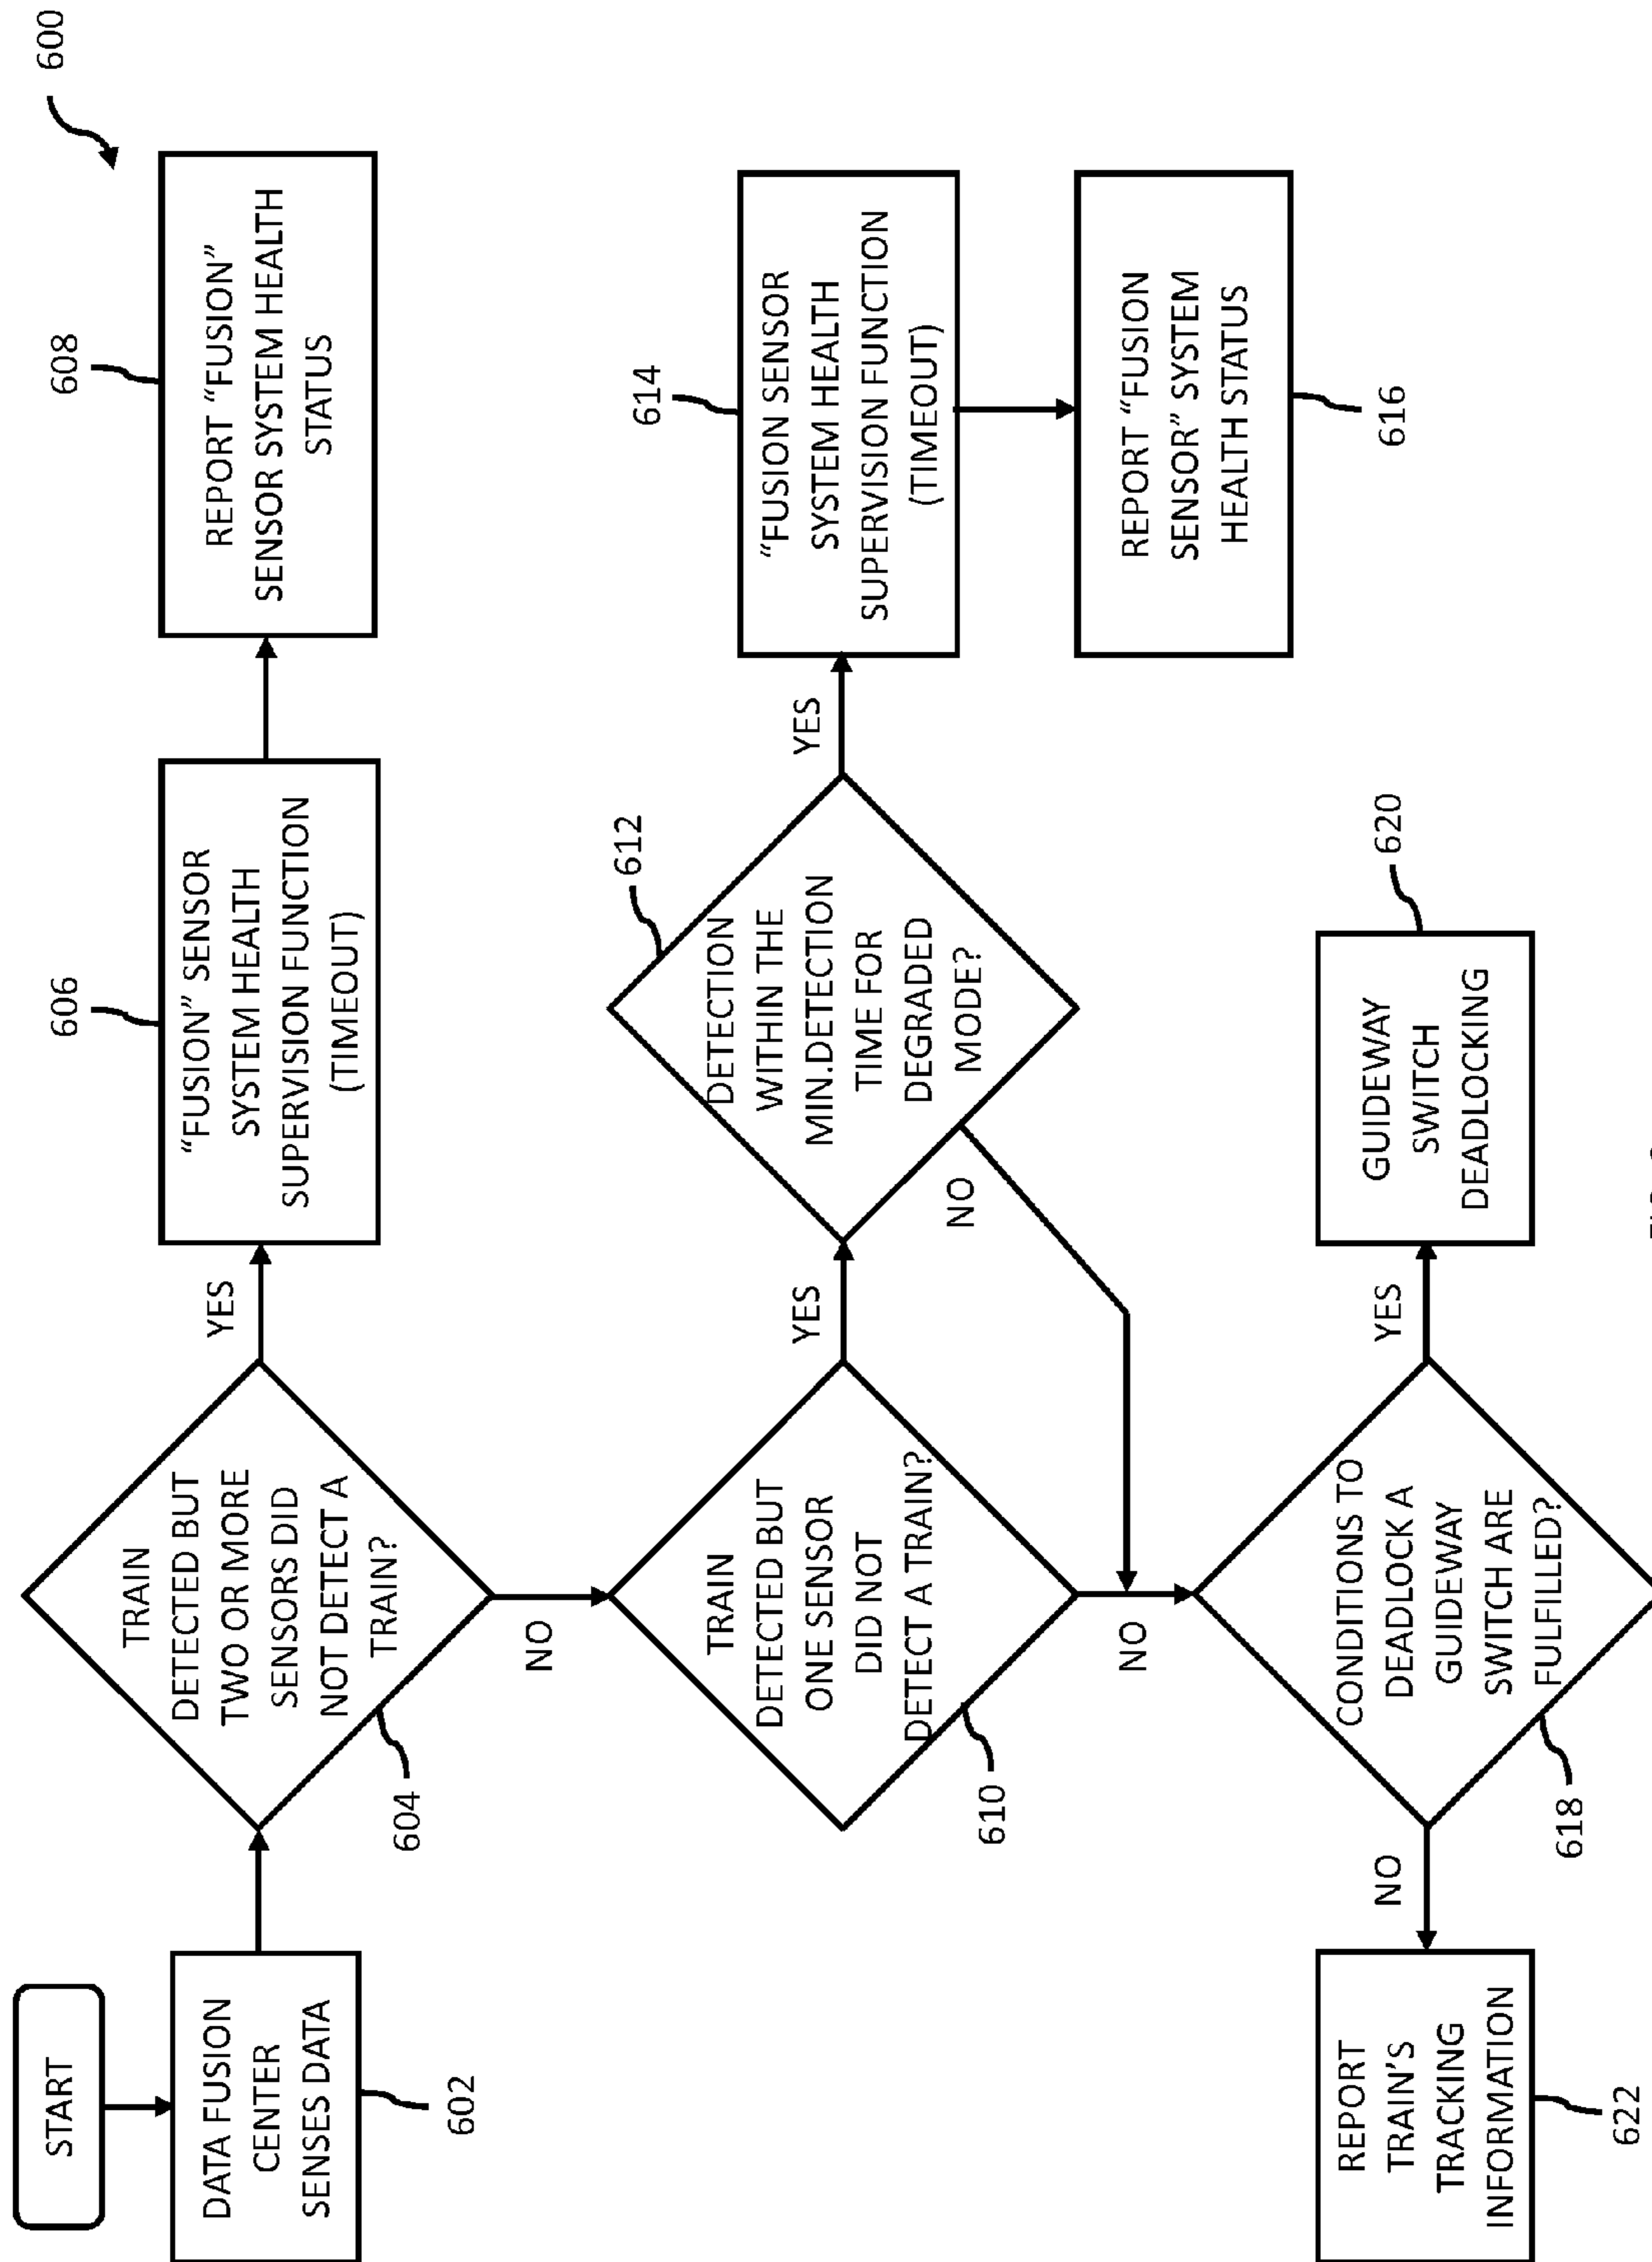 600
START
DATA FUSION
CENTER
SENSES DATA
602
TRAIN
DETECTED BUT
TWO OR MORE
SENSORS DID
NOT DETECT A
TRAIN?
604
YES
"FUSION" SENSOR
SYSTEM HEALTH
SUPERVISION FUNCTION
(TIMEOUT)
606
REPORT "FUSION"
SENSOR SYSTEM HEALTH
STATUS
608
NO
TRAIN
DETECTED BUT
ONE SENSOR
DID NOT
DETECT A TRAIN?
610
YES
DETECTION
WITHIN THE
MIN.DETECTION
TIME FOR
DEGRADED
MODE?
612
YES
"FUSION SENSOR
SYSTEM HEALTH
SUPERVISION FUNCTION
(TIMEOUT)
614
REPORT "FUSION
SENSOR" SYSTEM
HEALTH STATUS
616
NO
NO
CONDITIONS TO
DEADLOCK A
GUIDEWAY
SWITCH ARE
FULFILLED?
618
YES
GUIDEWAY
SWITCH
DEADLOCKING
620
NO
REPORT
TRAIN'S
TRACKING
INFORMATION
622